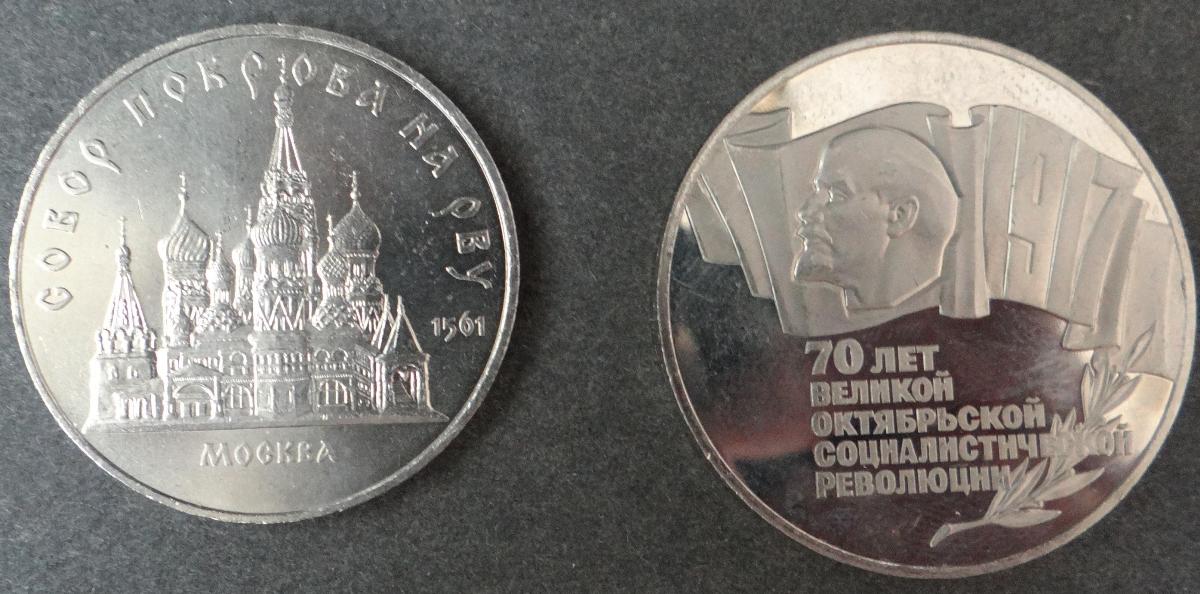 СОБОР ПОКРОВА НА РВУ
1561
МОСКВА
1917
70 ЛЕТ
ВЕЛИКОЙ
ОКТЯБРЬСКОЙ
СОЦИАЛИСТИЧЕСКОЙ
РЕВОЛЮЦИИ